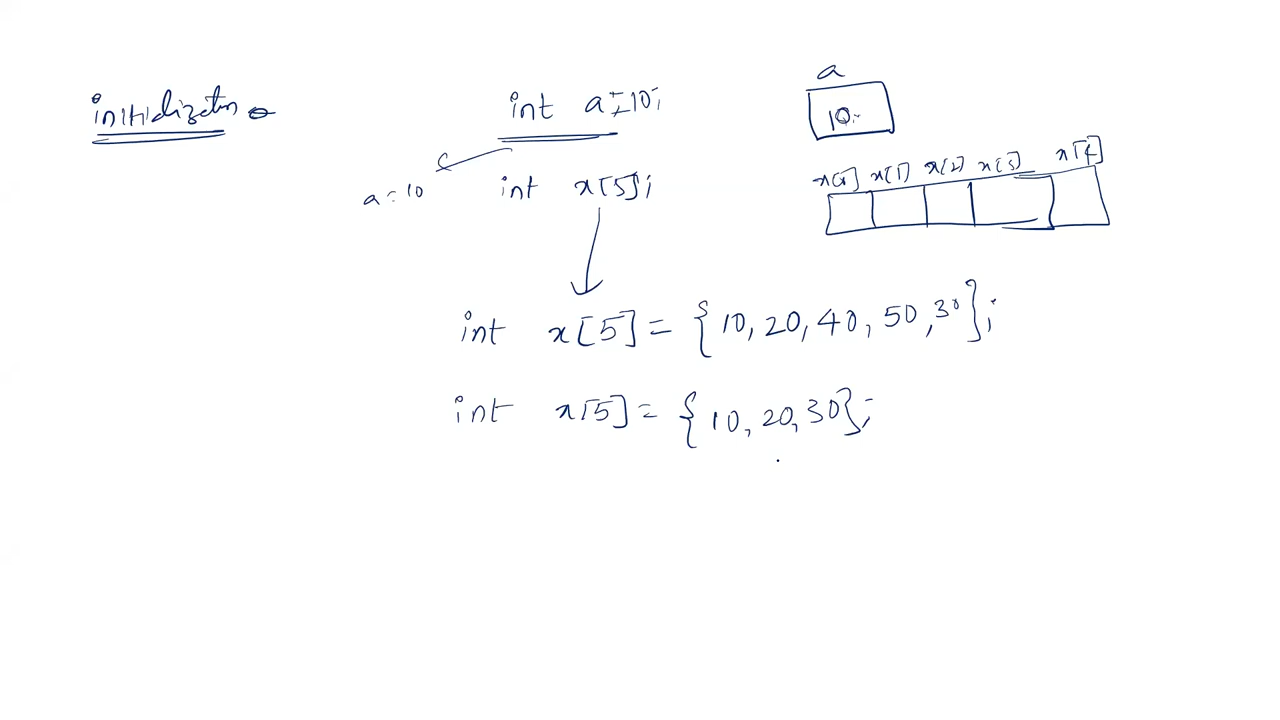 initialization
int a=10;
a
10
a=10
int x[5];
x[0] x[1] x[2] x[3] x[4]
int x[5] = {10, 20, 40, 50, 30};
int x[5] = {10, 20, 30};